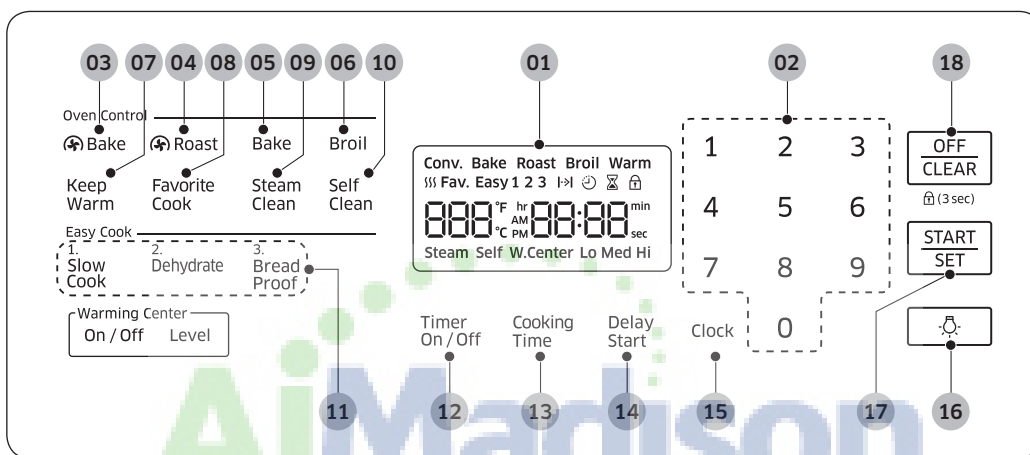 03 07 04 08 05 09 06 10 01 02 18
Oven Control
Bake Roast Bake Broil
Keep Warm
Favorite Cook
Steam Clean
Self Clean
Easy Cook
1. Slow Cook
2. Dehydrate
3. Bread Proof
Warming Center
On / Off Level
Conv. Bake Roast Broil Warm
Fav. Easy 1 2 3
888 °F °C hr AM PM 88:88 min sec
Steam Self W.Center Lo Med Hi
Timer On / Off
Cooking Time
Delay Start
Clock
1 2 3
4 5 6
7 8 9
0
OFF
CLEAR
(3 sec)
START
SET
11 12 13 14 15 17 16
AiMadison